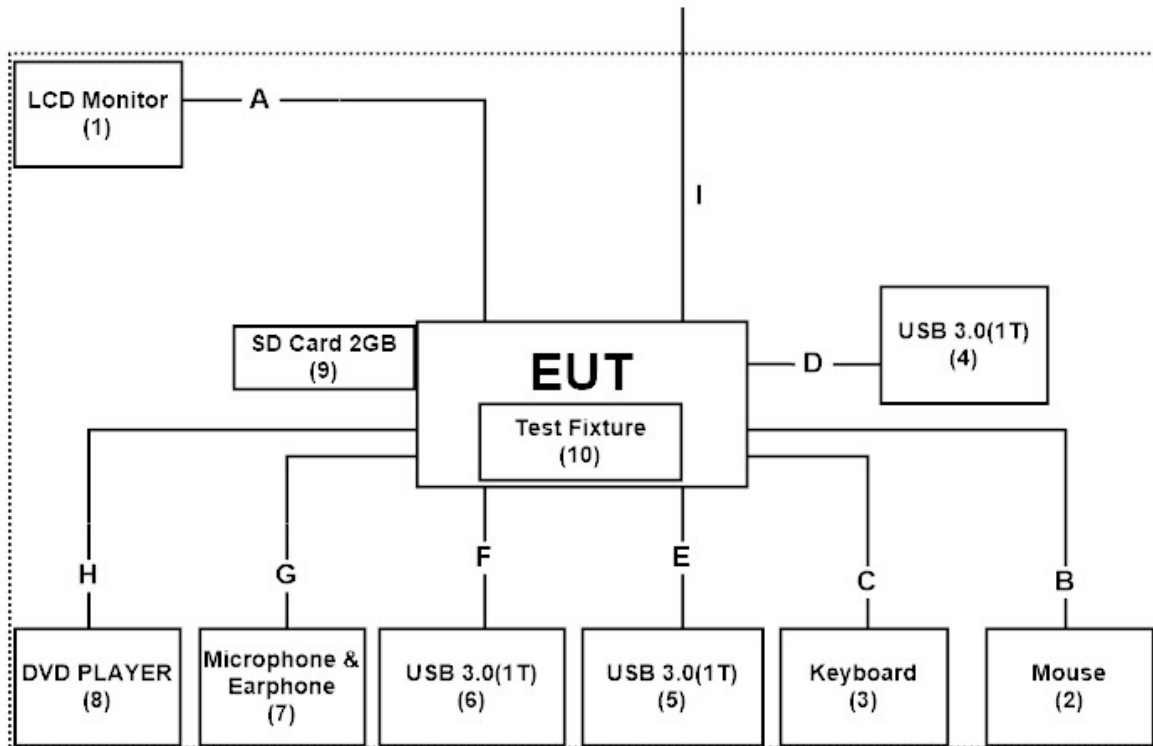 LCD Monitor
(1)
A
I
SD Card 2GB
(9)
EUT
Test Fixture
(10)
D
USB 3.0(1T)
(4)
H
G
F
E
C
B
DVD PLAYER
(8)
Microphone &
Earphone
(7)
USB 3.0(1T)
(6)
USB 3.0(1T)
(5)
Keyboard
(3)
Mouse
(2)